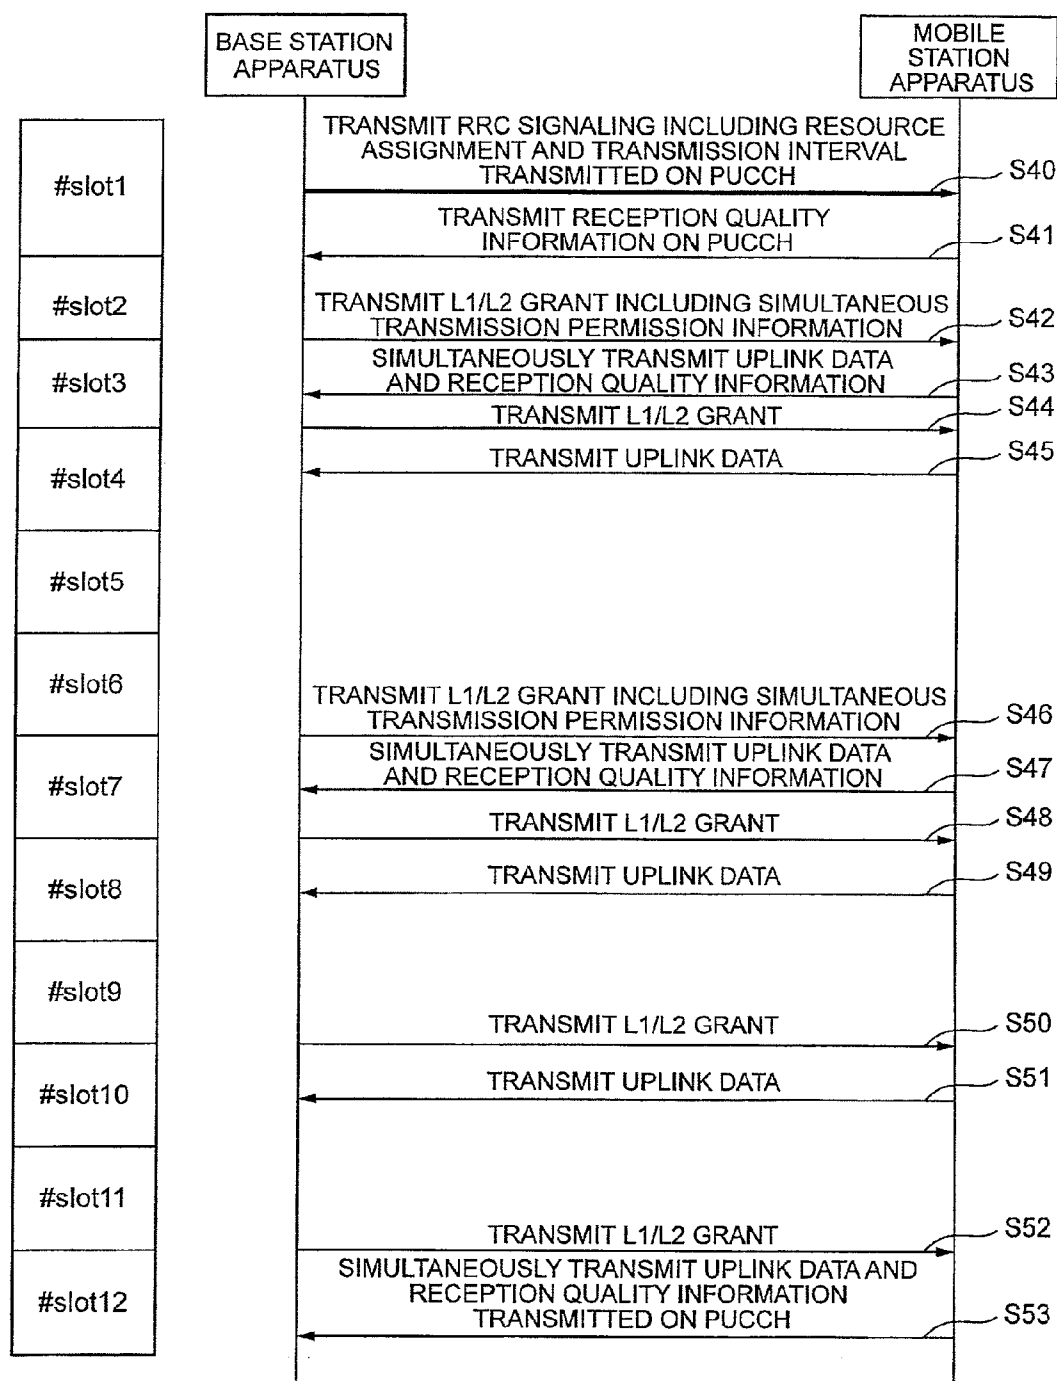 BASE STATION
APPARATUS
MOBILE
STATION
APPARATUS
#slot1
TRANSMIT RRC SIGNALING INCLUDING RESOURCE
ASSIGNMENT AND TRANSMISSION INTERVAL
TRANSMITTED ON PUCCH
S40
TRANSMIT RECEPTION QUALITY
INFORMATION ON PUCCH
S41
#slot2
TRANSMIT L1/L2 GRANT INCLUDING SIMULTANEOUS
TRANSMISSION PERMISSION INFORMATION
S42
#slot3
SIMULTANEOUSLY TRANSMIT UPLINK DATA
AND RECEPTION QUALITY INFORMATION
S43
TRANSMIT L1/L2 GRANT
S44
#slot4
TRANSMIT UPLINK DATA
S45
#slot5
#slot6
TRANSMIT L1/L2 GRANT INCLUDING SIMULTANEOUS
TRANSMISSION PERMISSION INFORMATION
S46
#slot7
SIMULTANEOUSLY TRANSMIT UPLINK DATA
AND RECEPTION QUALITY INFORMATION
S47
TRANSMIT L1/L2 GRANT
S48
#slot8
TRANSMIT UPLINK DATA
S49
#slot9
TRANSMIT L1/L2 GRANT
S50
#slot10
TRANSMIT UPLINK DATA
S51
#slot11
TRANSMIT L1/L2 GRANT
S52
#slot12
SIMULTANEOUSLY TRANSMIT UPLINK DATA AND
RECEPTION QUALITY INFORMATION
TRANSMITTED ON PUCCH
S53